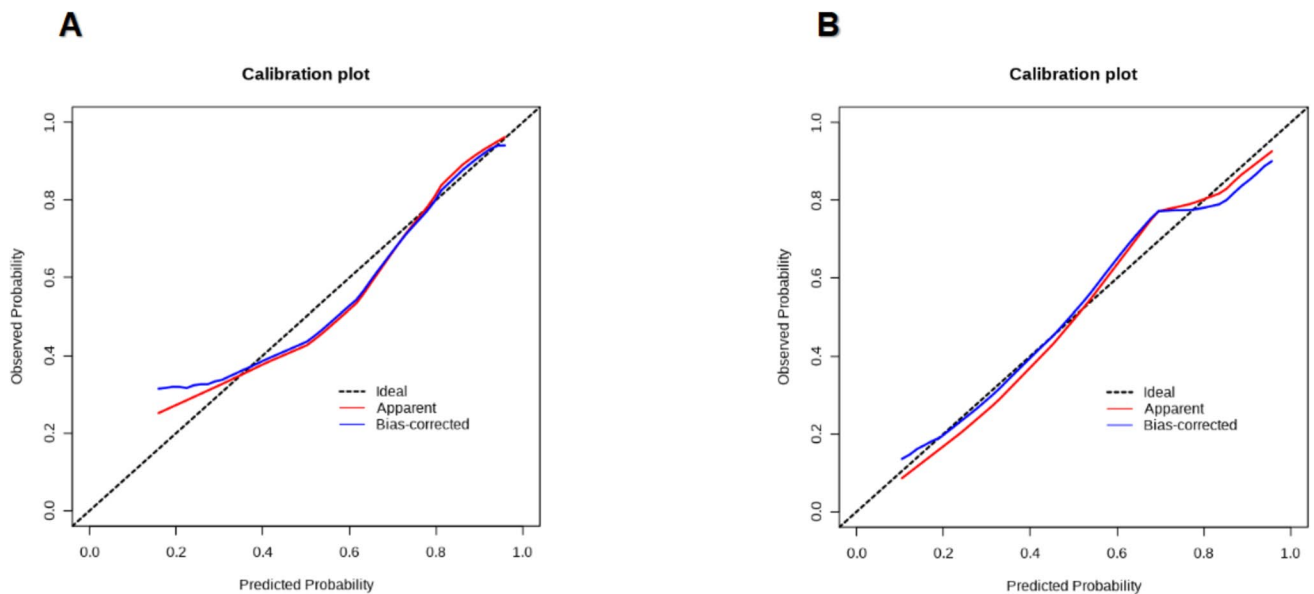 A
Calibration plot
Observed Probability
1.0
0.8
0.6
0.4
0.2
0.0
Ideal
Apparent
Bias-corrected
0.0 0.2 0.4 0.6 0.8 1.0
Predicted Probability
B
Calibration plot
Observed Probability
1.0
0.8
0.6
0.4
0.2
0.0
Ideal
Apparent
Bias-corrected
0.0 0.2 0.4 0.6 0.8 1.0
Predicted Probability